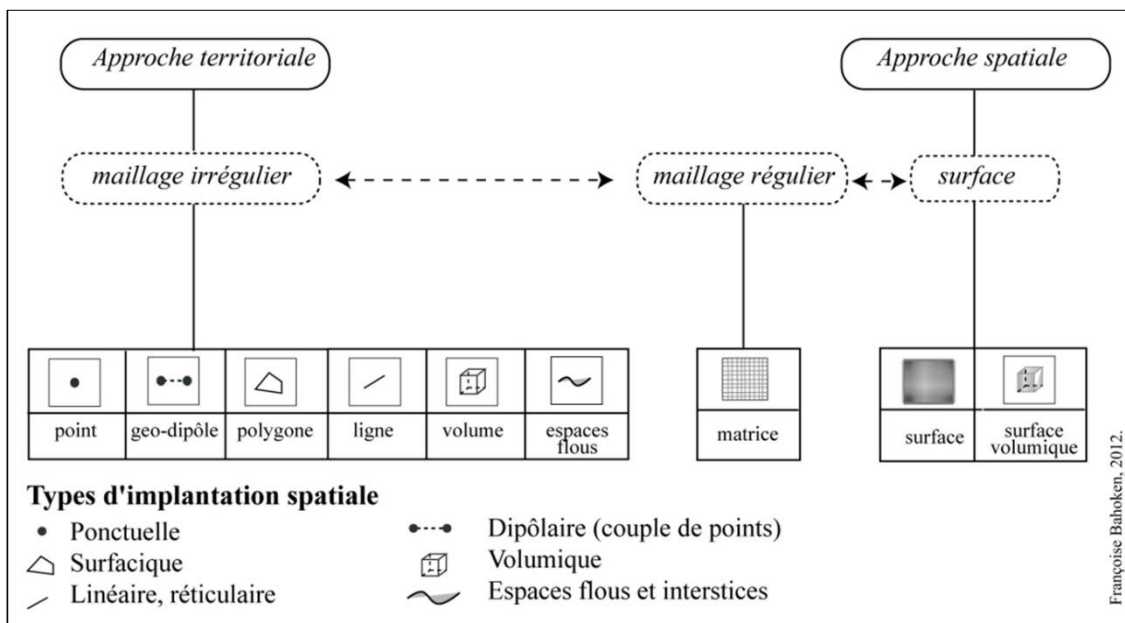 Approche territoriale
Approche spatiale
maillage irrégulier
maillage régulier
surface
point
geo-dipôle
polygone
ligne
volume
espaces
flous
matrice
surface
surface
volumique
Types d'implantation spatiale
Ponctuelle
Surfacique
Linéaire, réticulaire
Dipôlaire (couple de points)
Volumique
Espaces flous et interstices
Françoise Bahoken, 2012.